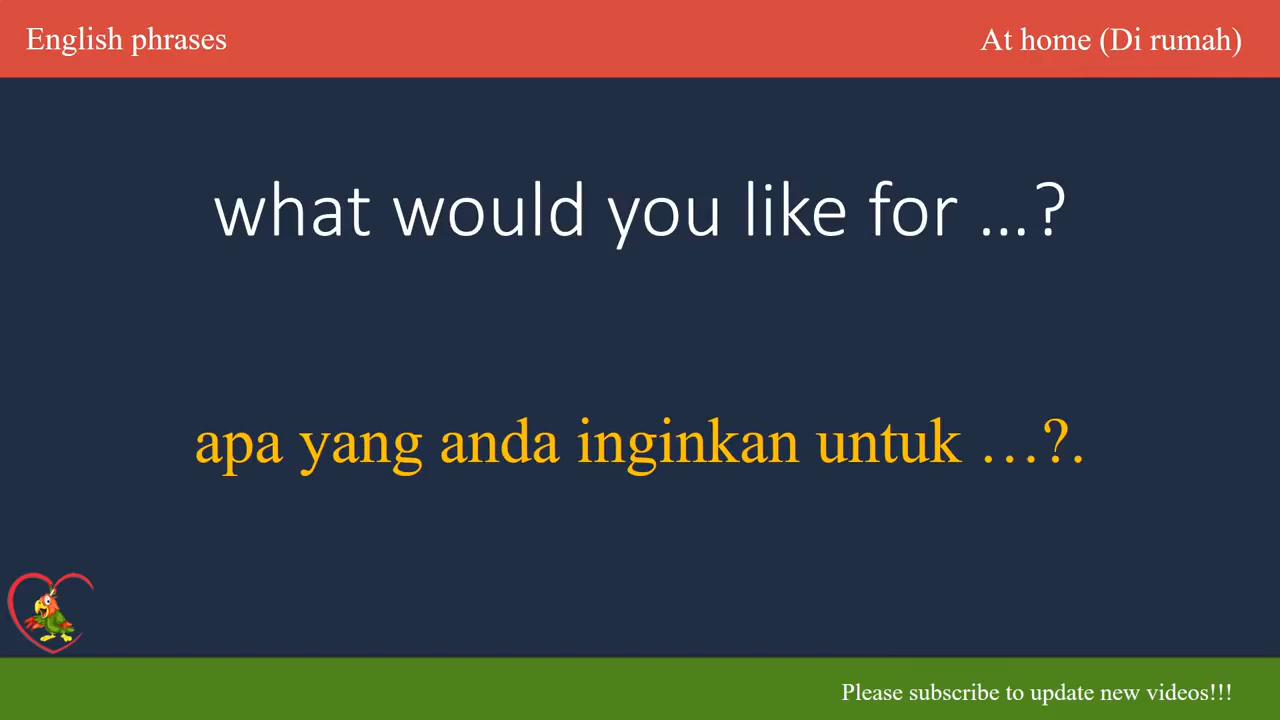 English phrases
At home (Di rumah)
what would you like for ...?
apa yang anda inginkan untuk …?.
Please subscribe to update new videos!!!